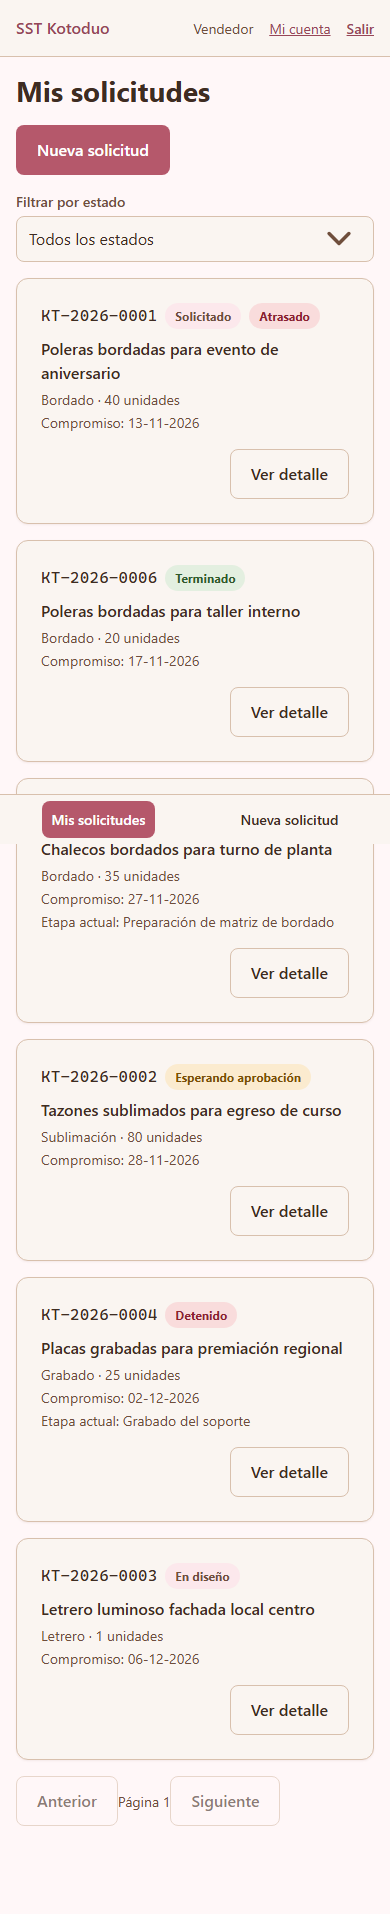 SST Kotoduo
Vendedor Mi cuenta Salir
Mis solicitudes
Nueva solicitud
Filtrar por estado
Todos los estados
KT-2026-0001 Solicitado Atrasado
Poleras bordadas para evento de
aniversario
Bordado · 40 unidades
Compromiso: 13-11-2026
Ver detalle
KT-2026-0006 Terminado
Poleras bordadas para taller interno
Bordado · 20 unidades
Compromiso: 17-11-2026
Ver detalle
Mis solicitudes Nueva solicitud
Chalecos bordados para turno de planta
Bordado · 35 unidades
Compromiso: 27-11-2026
Etapa actual: Preparación de matriz de bordado
Ver detalle
KT-2026-0002 Esperando aprobación
Tazones sublimados para egreso de curso
Sublimación · 80 unidades
Compromiso: 28-11-2026
Ver detalle
KT-2026-0004 Detenido
Placas grabadas para premiación regional
Grabado · 25 unidades
Compromiso: 02-12-2026
Etapa actual: Grabado del soporte
Ver detalle
KT-2026-0003 En diseño
Letrero luminoso fachada local centro
Letrero · 1 unidades
Compromiso: 06-12-2026
Ver detalle
Anterior Página 1 Siguiente